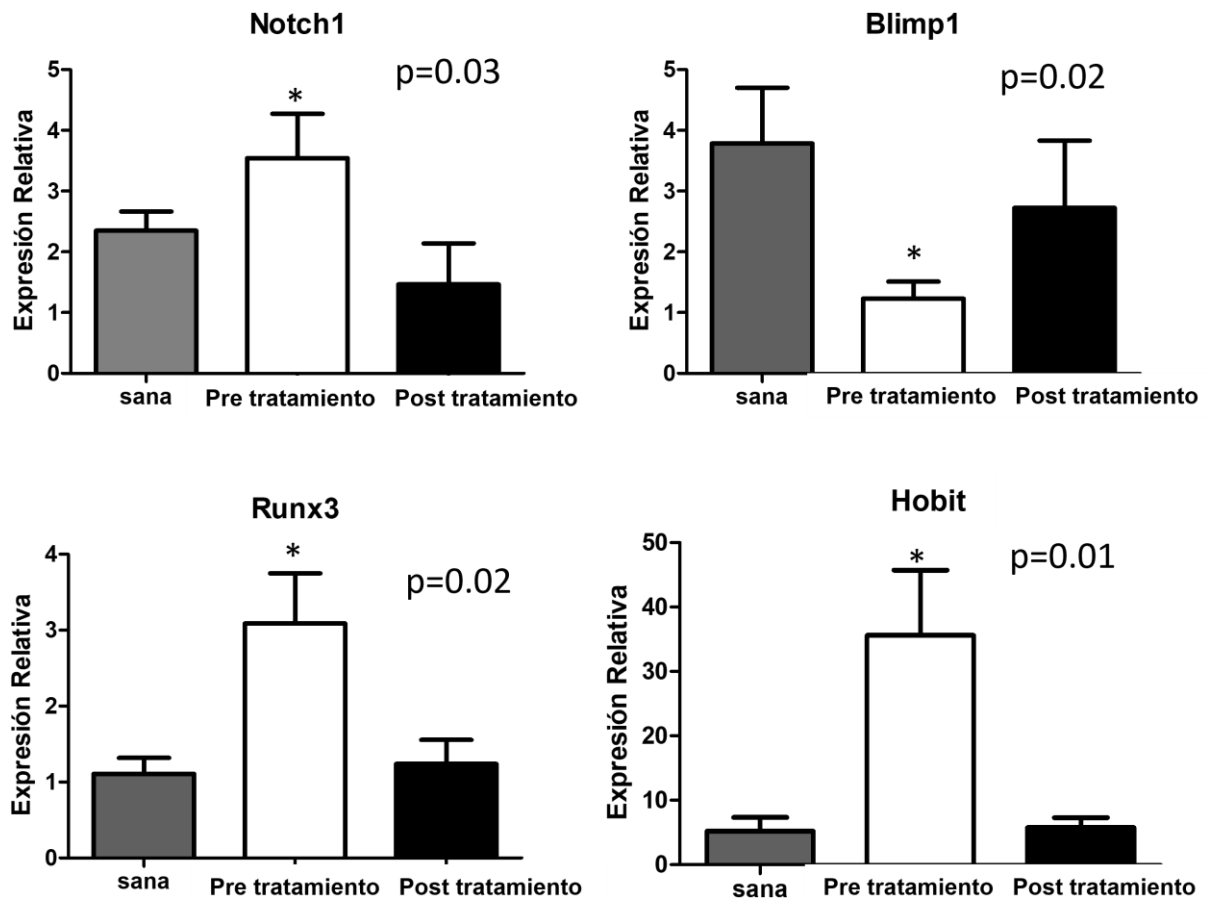 Notch1
Expresión Relativa
5
4
3
2
1
0
*
p=0.03
sana
Pre tratamiento
Post tratamiento
Blimp1
Expresión Relativa
5
4
3
2
1
0
*
p=0.02
sana
Pre tratamiento
Post tratamiento
Runx3
Expresión Relativa
4
3
2
1
0
*
p=0.02
sana
Pre tratamiento
Post tratamiento
Hobit
Expresión Relativa
50
40
30
20
10
0
*
p=0.01
sana
Pre tratamiento
Post tratamiento